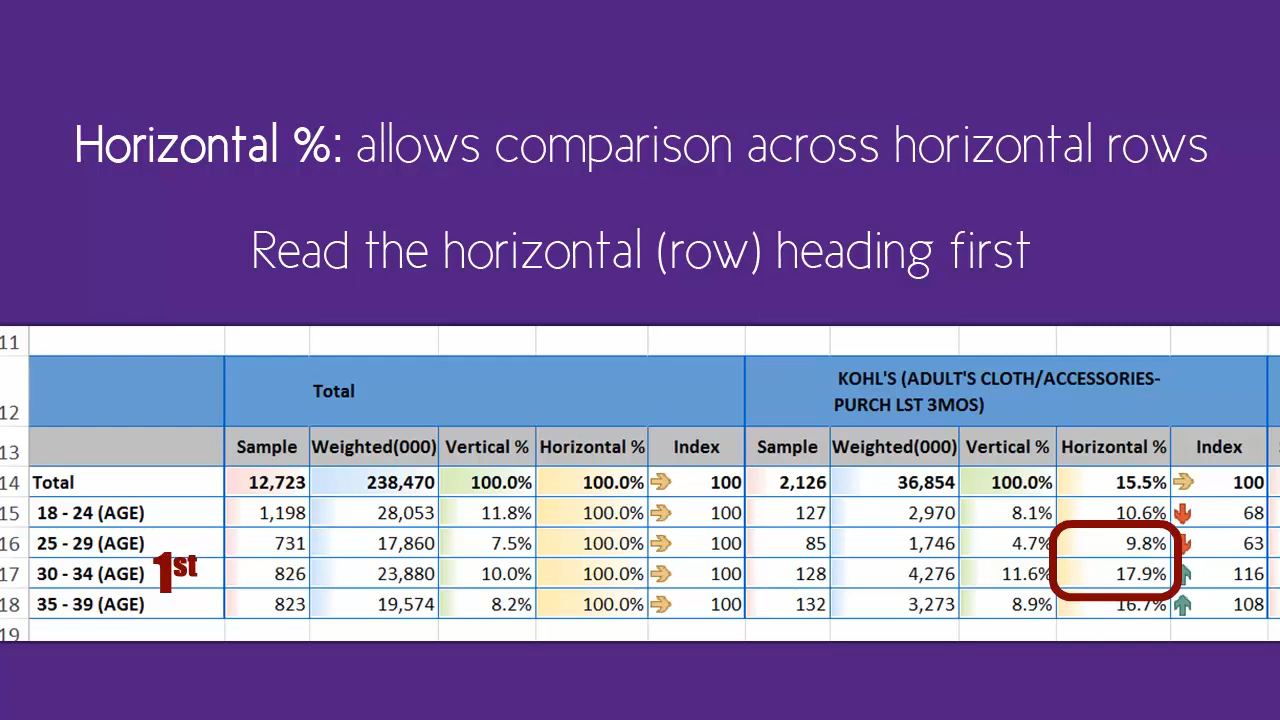 Horizontal %: allows comparison across horizontal rows
Read the horizontal (row) heading first
11
12 Total KOHL'S (ADULT'S CLOTH/ACCESSORIES-
PURCH LST 3MOS)
13 Sample Weighted(000) Vertical % Horizontal % Index Sample Weighted(000) Vertical % Horizontal % Index
14 Total 12,723 238,470 100.0% 100.0% 100 2,126 36,854 100.0% 15.5% 100
15 18 - 24 (AGE) 1,198 28,053 11.8% 100.0% 100 127 2,970 8.1% 10.6% 68
16 25 - 29 (AGE) 731 17,860 7.5% 100.0% 100 85 1,746 4.7% 9.8% 63
17 30 - 34 (AGE) 1st 826 23,880 10.0% 100.0% 100 128 4,276 11.6% 17.9% 116
18 35 - 39 (AGE) 823 19,574 8.2% 100.0% 100 132 3,273 8.9% 16.7% 108
19